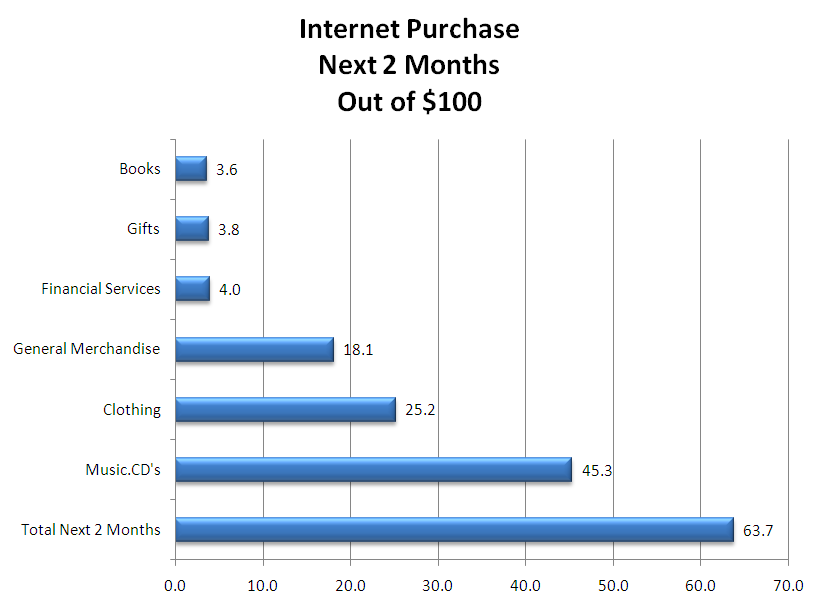 Internet Purchase
Next 2 Months
Out of $100
Books 3.6
Gifts 3.8
Financial Services 4.0
General Merchandise 18.1
Clothing 25.2
Music.CD's 45.3
Total Next 2 Months 63.7
0.0 10.0 20.0 30.0 40.0 50.0 60.0 70.0